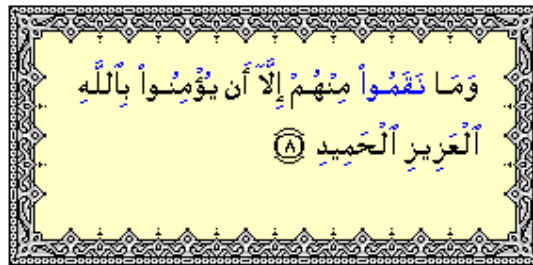 وَمَا نَقَمُوا۟ مِنْهُمْ إِلَّآ أَن يُؤْمِنُوا۟ بِٱللَّهِ
ٱلْعَزِيزِ ٱلْحَمِيدِ ﴿٨﴾